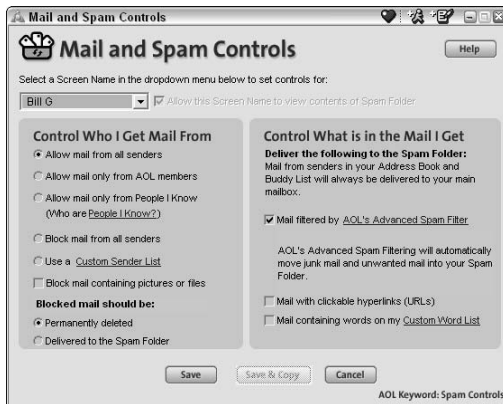 Mail and Spam Controls
Mail and Spam Controls
Help
Select a Screen Name in the dropdown menu below to set controls for:
Bill G
Allow this Screen Name to view contents of Spam Folder
Control Who I Get Mail From
Allow mail from all senders
Allow mail only from AOL members
Allow mail only from People I Know
(Who are People I Know?)
Block mail from all senders
Use a Custom Sender List
Block mail containing pictures or files
Blocked mail should be:
Permanently deleted
Delivered to the Spam Folder
Control What is in the Mail I Get
Deliver the following to the Spam Folder:
Mail from senders in your Address Book and
Buddy List will always be delivered to your main
mailbox.
Mail filtered by AOL's Advanced Spam Filter
AOL's Advanced Spam Filtering will automatically
move junk mail and unwanted mail into your Spam
Folder.
Mail with clickable hyperlinks (URLs)
Mail containing words on my Custom Word List
Save
Save & Copy
Cancel
AOL Keyword: Spam Controls